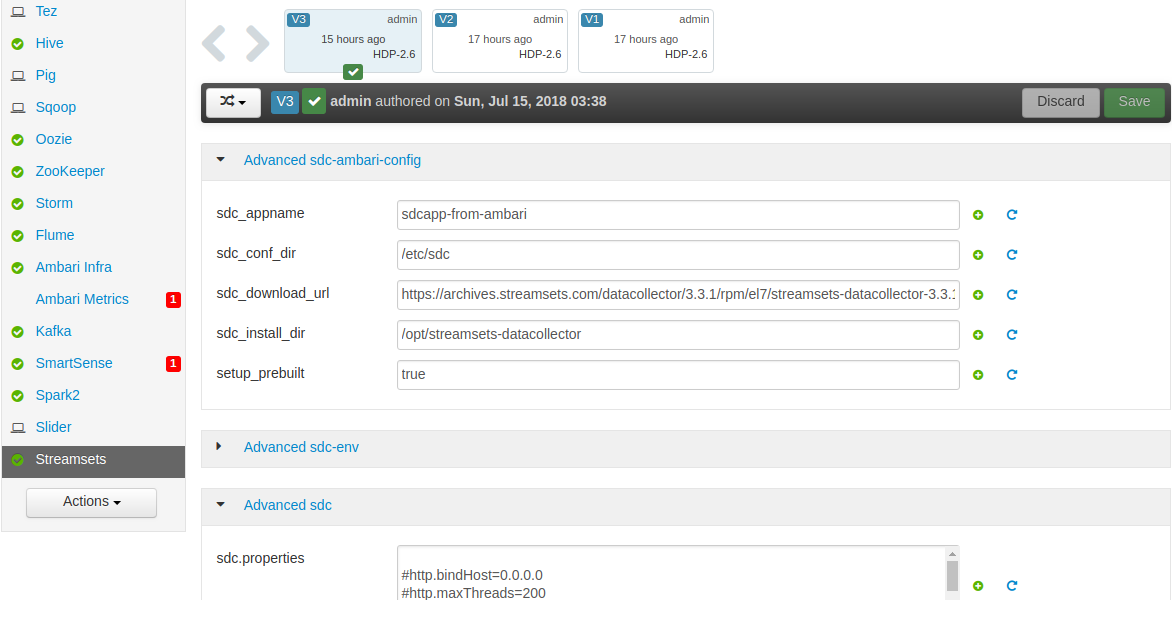 Tez
Hive
Pig
Sqoop
Oozie
ZooKeeper
Storm
Flume
Ambari Infra
Ambari Metrics 1
Kafka
SmartSense 1
Spark2
Slider
Streamsets
Actions
V3 admin
15 hours ago
HDP-2.6
V2 admin
17 hours ago
HDP-2.6
V1 admin
17 hours ago
HDP-2.6
V3 admin authored on Sun, Jul 15, 2018 03:38 Discard Save
Advanced sdc-ambari-config
sdc_appname sdcapp-from-ambari
sdc_conf_dir /etc/sdc
sdc_download_url https://archives.streamsets.com/datacollector/3.3.1/rpm/el7/streamsets-datacollector-3.3.1
sdc_install_dir /opt/streamsets-datacollector
setup_prebuilt true
Advanced sdc-env
Advanced sdc
sdc.properties
#http.bindHost=0.0.0.0
#http.maxThreads=200